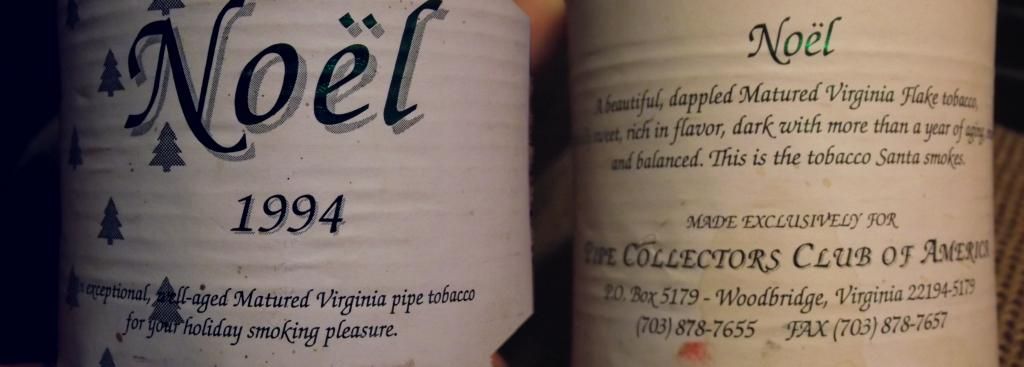 Noël
1994
exceptional, well-aged Matured Virginia pipe tobacco
for your holiday smoking pleasure.
Noël
A beautiful, dappled Matured Virginia Flake tobacco,
sweet, rich in flavor, dark with more than a year of aging,
and balanced. This is the tobacco Santa smokes.
MADE EXCLUSIVELY FOR
PIPE COLLECTORS CLUB OF AMERICA
P.O. Box 5179 - Woodbridge, Virginia 22194-5179
(703) 878-7655 FAX (703) 878-7657